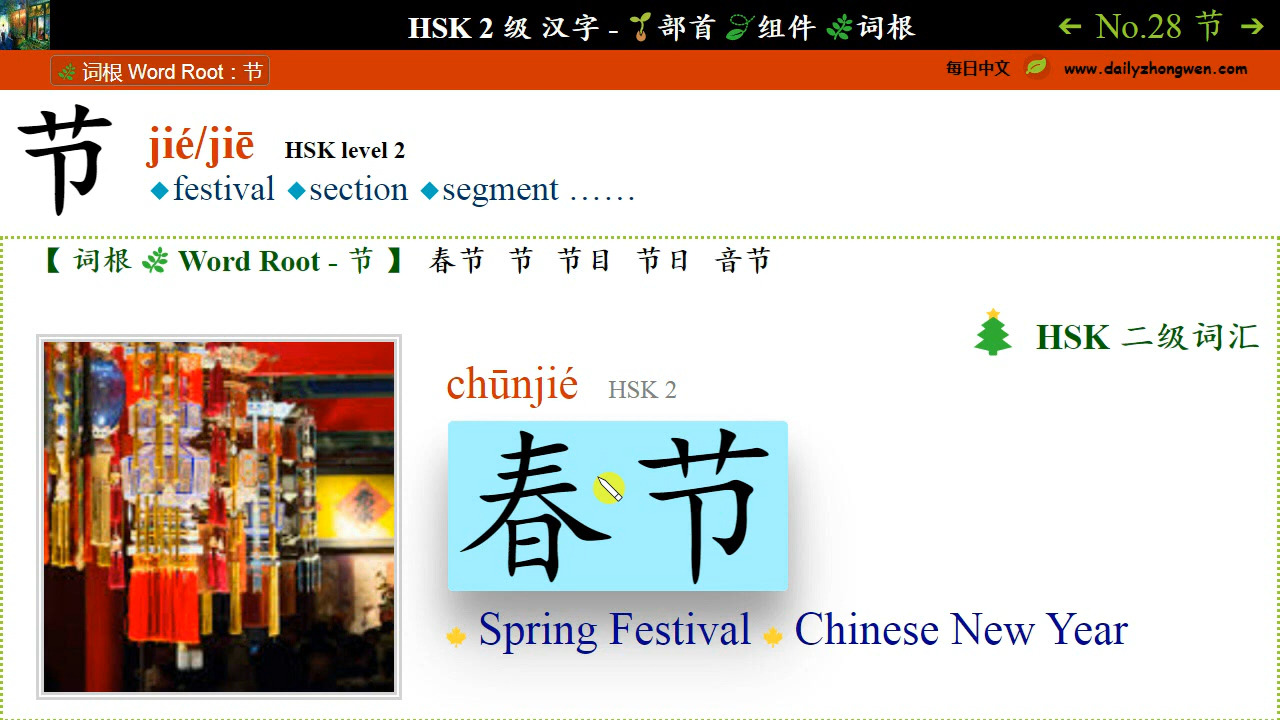 HSK 2 级 汉字 - 部首 组件 词根
← No.28 节 →
词根 Word Root：节
每日中文 www.dailyzhongwen.com
节
jié/jiē HSK level 2
◆festival ◆section ◆segment ……
【 词根 Word Root - 节 】 春节 节 节目 节日 音节
HSK 二级词汇
chūnjié HSK 2
春节
Spring Festival Chinese New Year